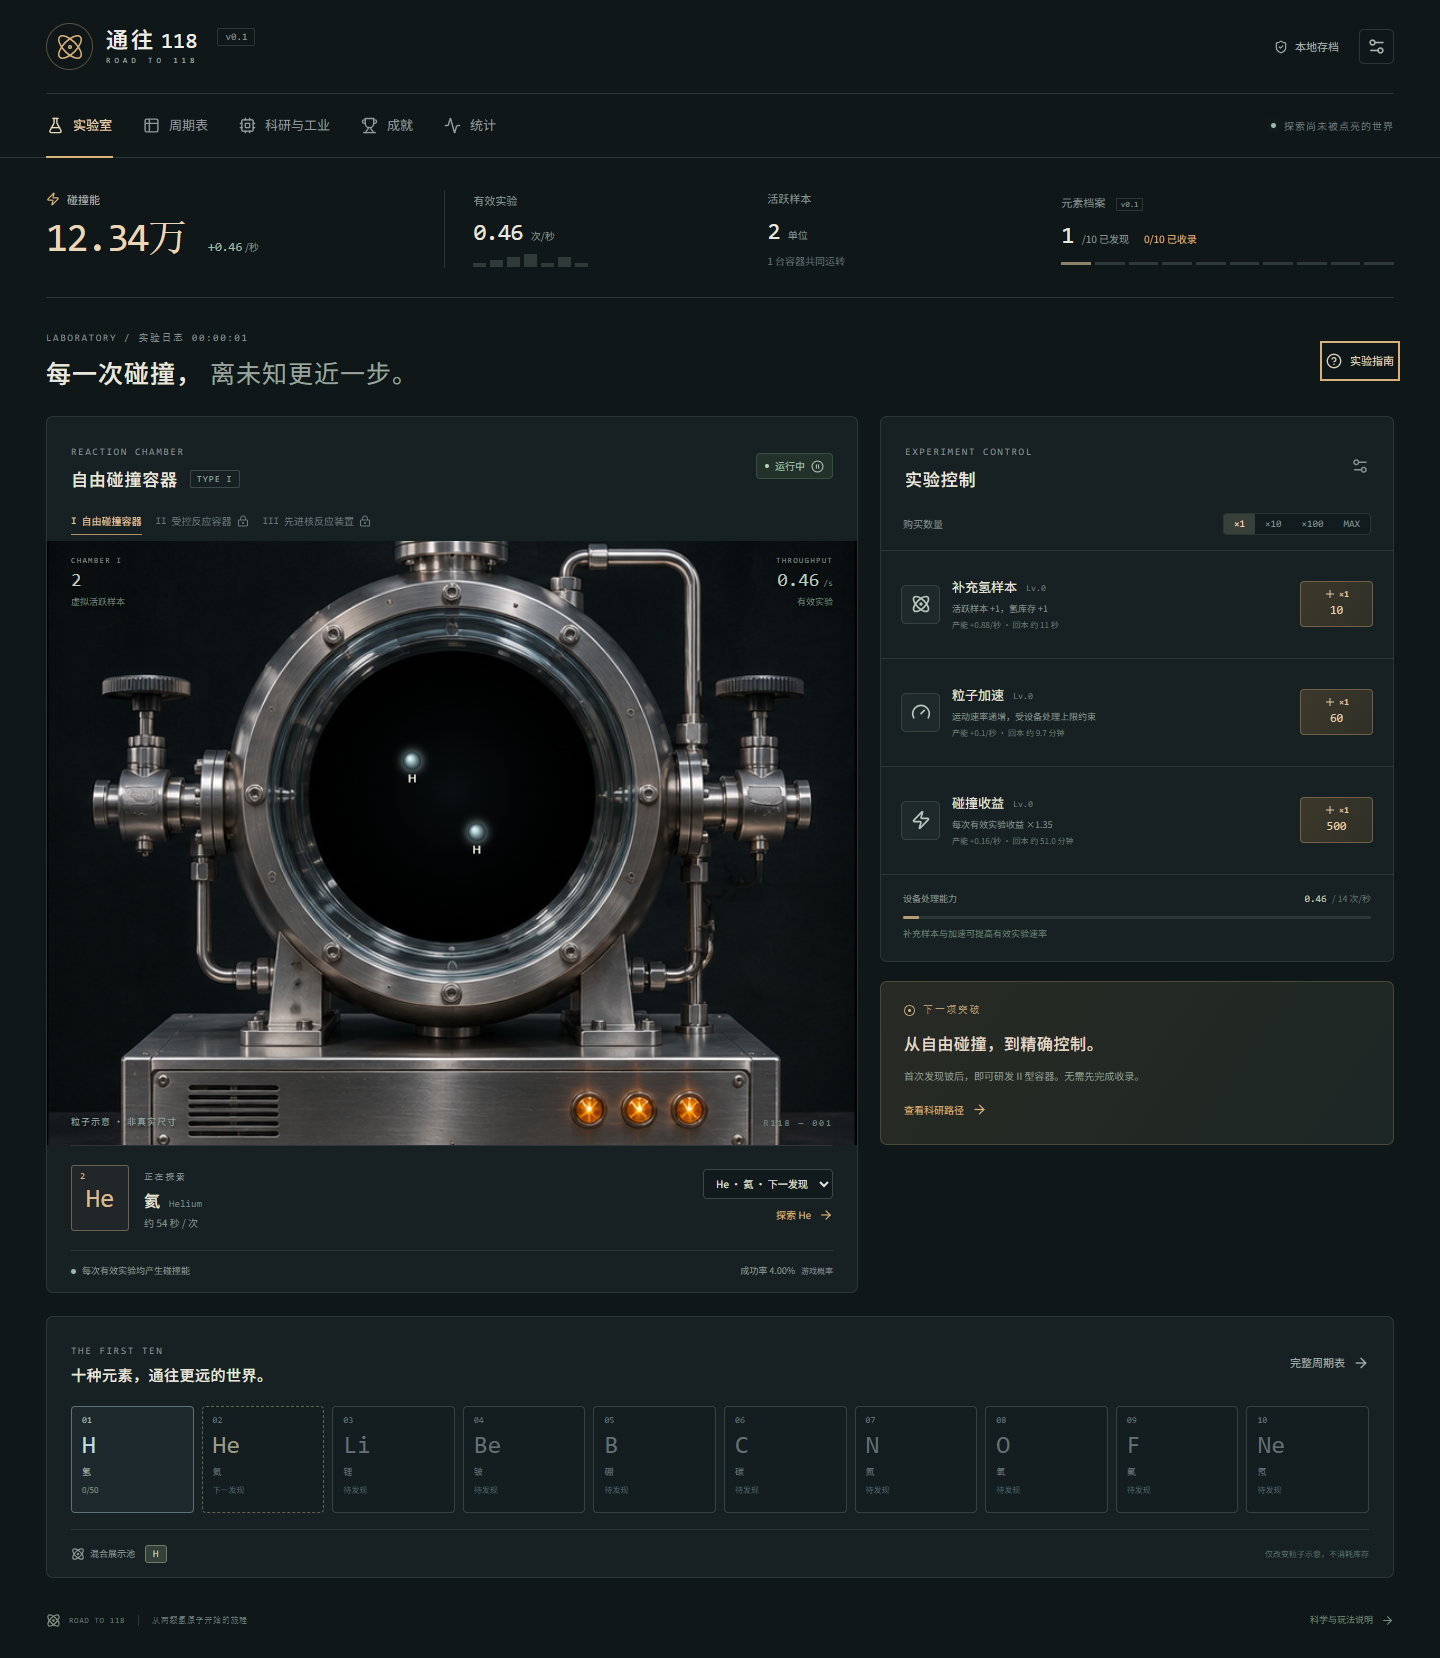 通往 118 v0.1
ROAD TO 118
本地存档
实验室 周期表 科研与工业 成就 统计
探索尚未被点亮的世界
碰撞能
12.34万 +0.46 /秒
有效实验
0.46 次/秒
活跃样本
2 单位
1 台容器共同运转
元素档案 v0.1
1 /10 已发现 0/10 已收录
LABORATORY / 实验日志 00:00:01
每一次碰撞， 离未知更近一步。
实验指南
REACTION CHAMBER
自由碰撞容器 TYPE I
运行中
I 自由碰撞容器 II 受控反应容器 III 先进核反应装置
CHAMBER I
2
虚拟活跃样本
THROUGHPUT
0.46 /s
有效实验
H
H
粒子示意 · 非真实尺寸
R118 — 001
2
He
正在探索
氦 Helium
约 54 秒 / 次
He · 氦 · 下一发现
探索 He
每次有效实验均产生碰撞能
成功率 4.00% 游戏概率
EXPERIMENT CONTROL
实验控制
购买数量
×1 ×10 ×100 MAX
补充氢样本 Lv.0
活跃样本 +1，氢库存 +1
产能 +0.88/秒 · 回本 约 11 秒
×1
10
粒子加速 Lv.0
运动速率递增，受设备处理上限约束
产能 +0.1/秒 · 回本 约 9.7 分钟
×1
60
碰撞收益 Lv.0
每次有效实验收益 ×1.35
产能 +0.16/秒 · 回本 约 51.0 分钟
×1
500
设备处理能力
0.46 / 14 次/秒
补充样本与加速可提高有效实验速率
下一项突破
从自由碰撞，到精确控制。
首次发现铍后，即可研发 II 型容器。无需先完成收录。
查看科研路径
THE FIRST TEN
十种元素，通往更远的世界。
完整周期表
01
H
氢
0/50
02
He
氦
下一发现
03
Li
锂
待发现
04
Be
铍
待发现
05
B
硼
待发现
06
C
碳
待发现
07
N
氮
待发现
08
O
氧
待发现
09
F
氟
待发现
10
Ne
氖
待发现
混合展示池 H
仅改变粒子示意，不消耗库存
ROAD TO 118 从两颗氢原子开始的旅程
科学与玩法说明